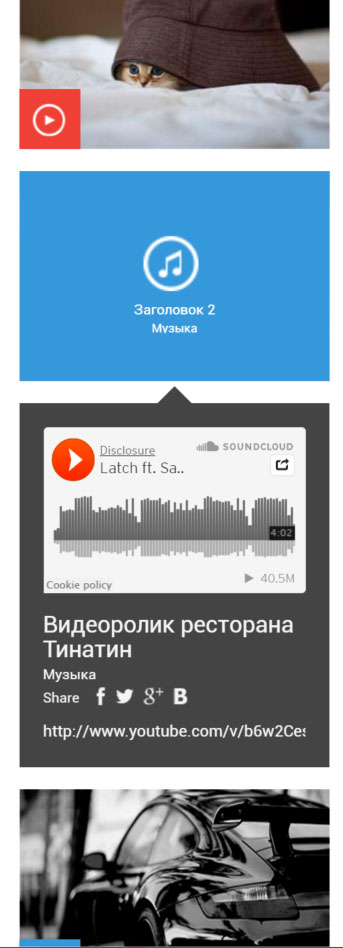 Заголовок 2
Музыка
Disclosure
SOUNDCLOUD
Latch ft. Sa..
4:02
Cookie policy
40.5M
Видеоролик ресторана
Тинатин
Музыка
Share f g+ B
http://www.youtube.com/v/b6w2Ces